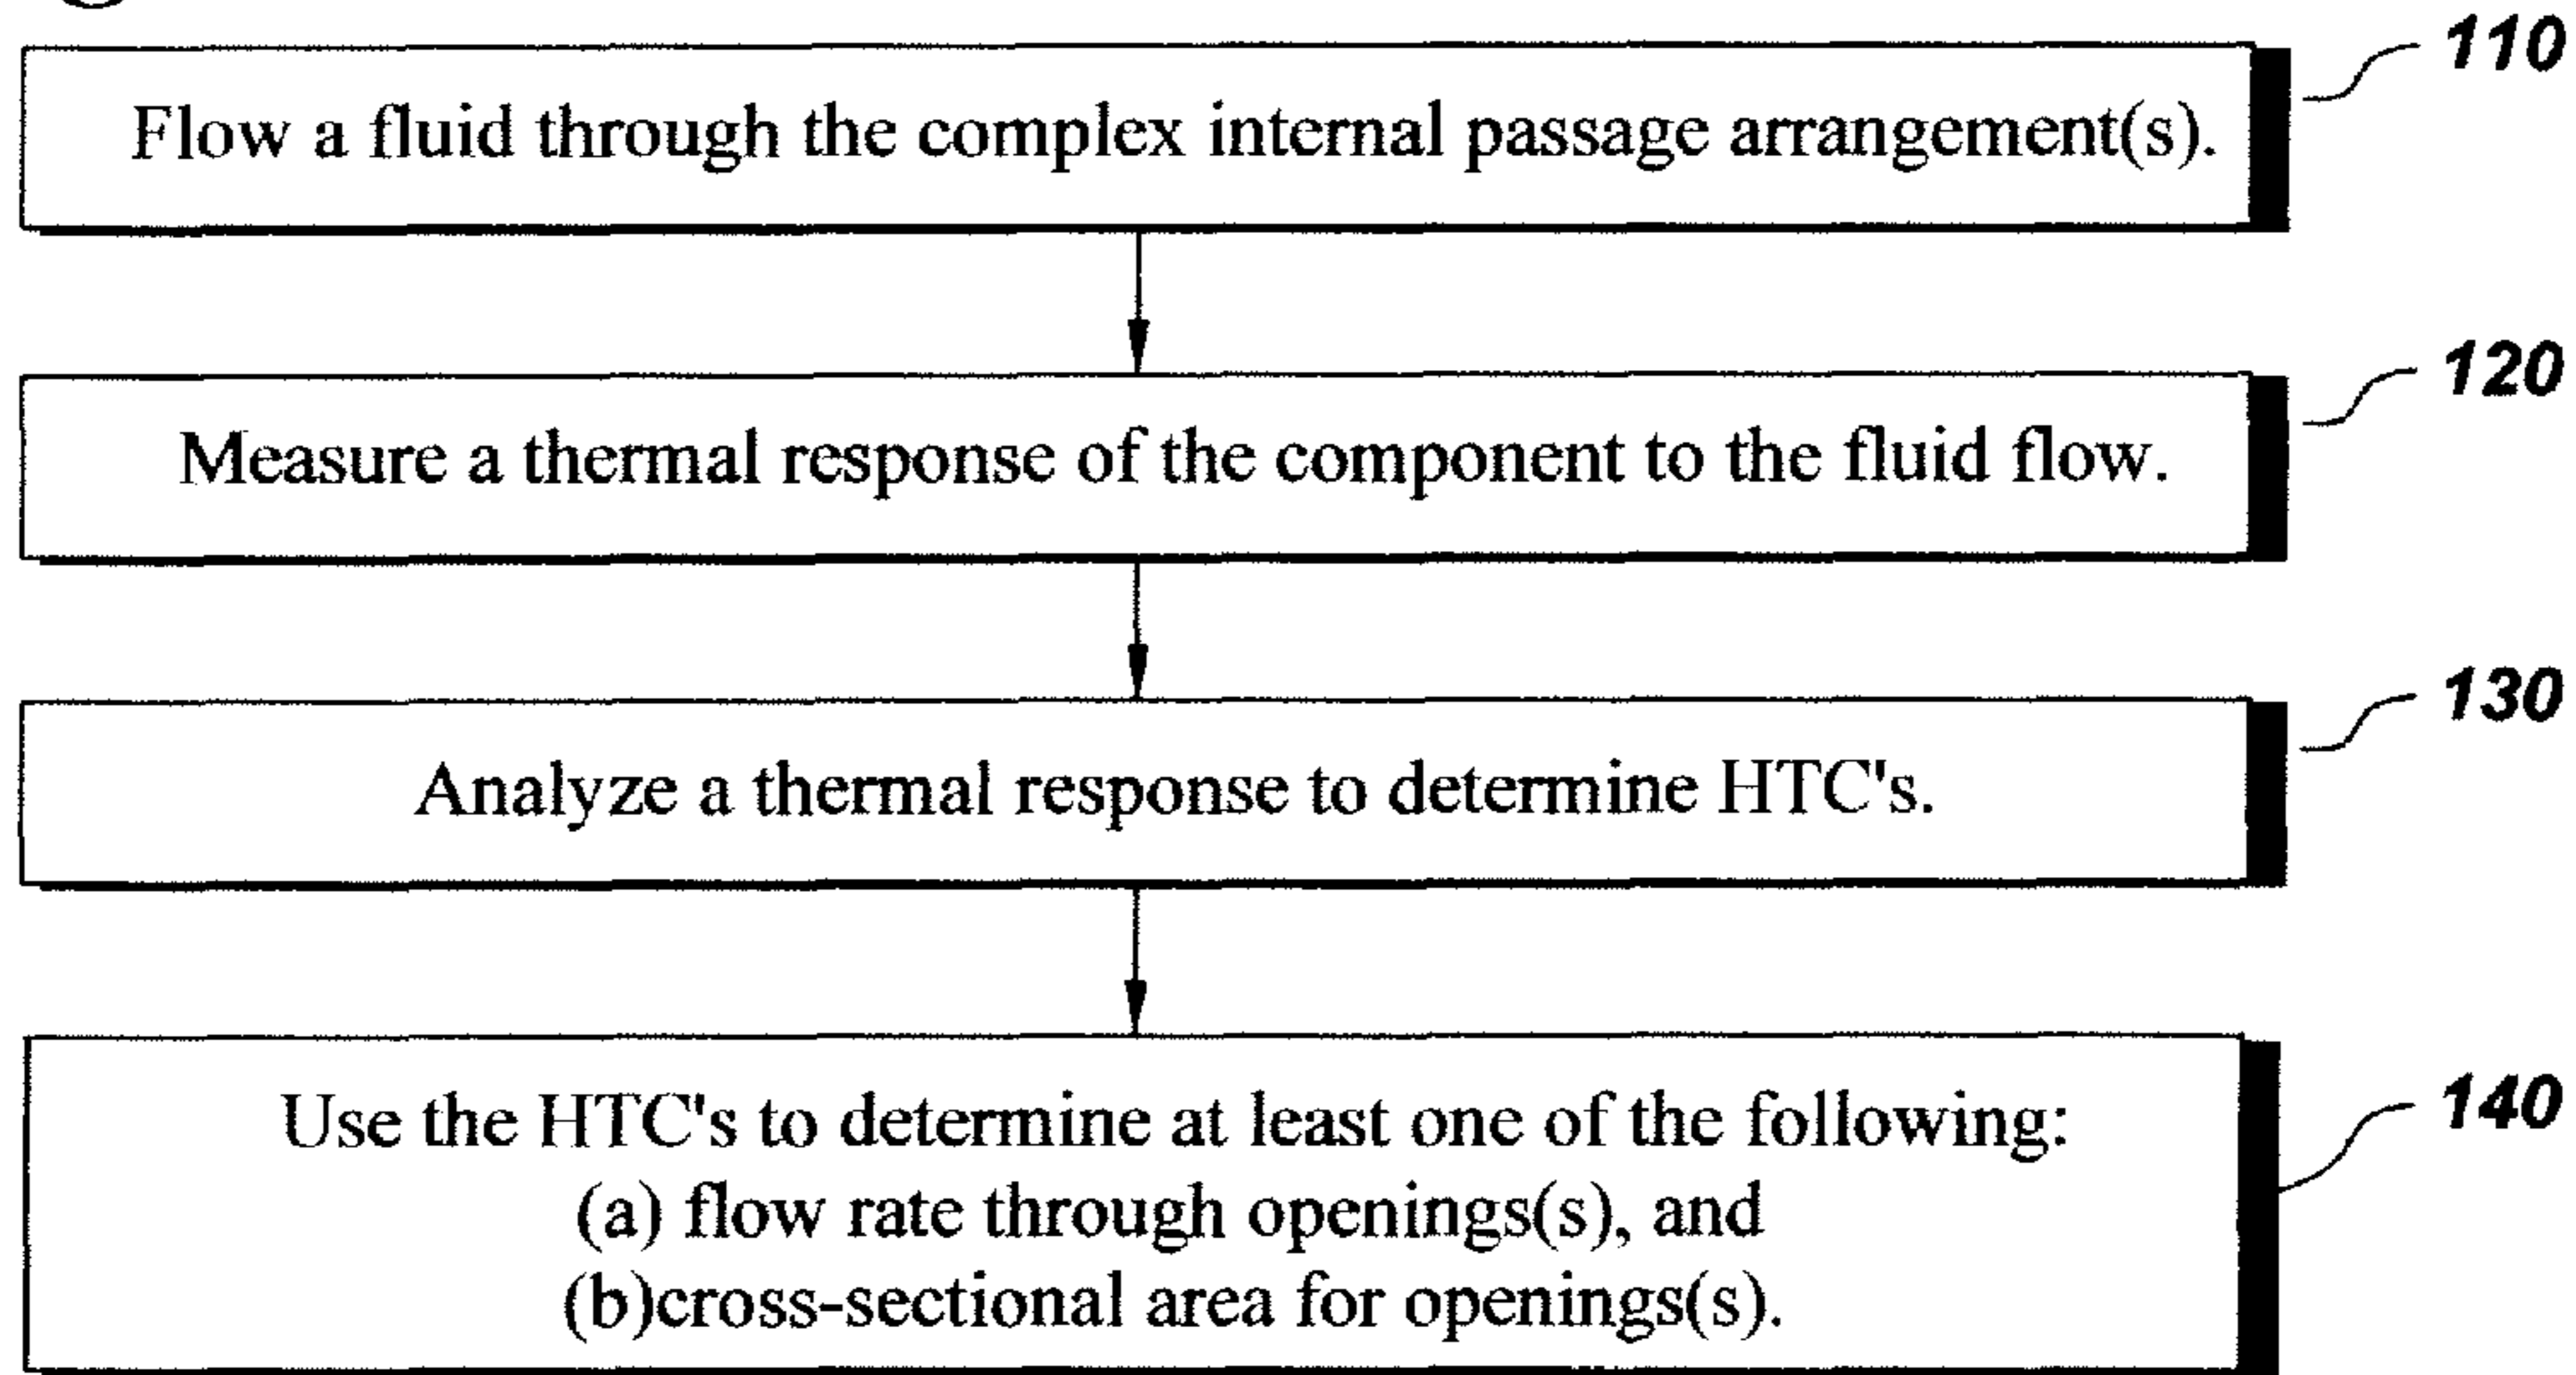 Flow a fluid through the complex internal passage arrangement(s).
110
Measure a thermal response of the component to the fluid flow.
120
Analyze a thermal response to determine HTC's.
130
Use the HTC's to determine at least one of the following:
(a) flow rate through openings(s), and
(b)cross-sectional area for openings(s).
140